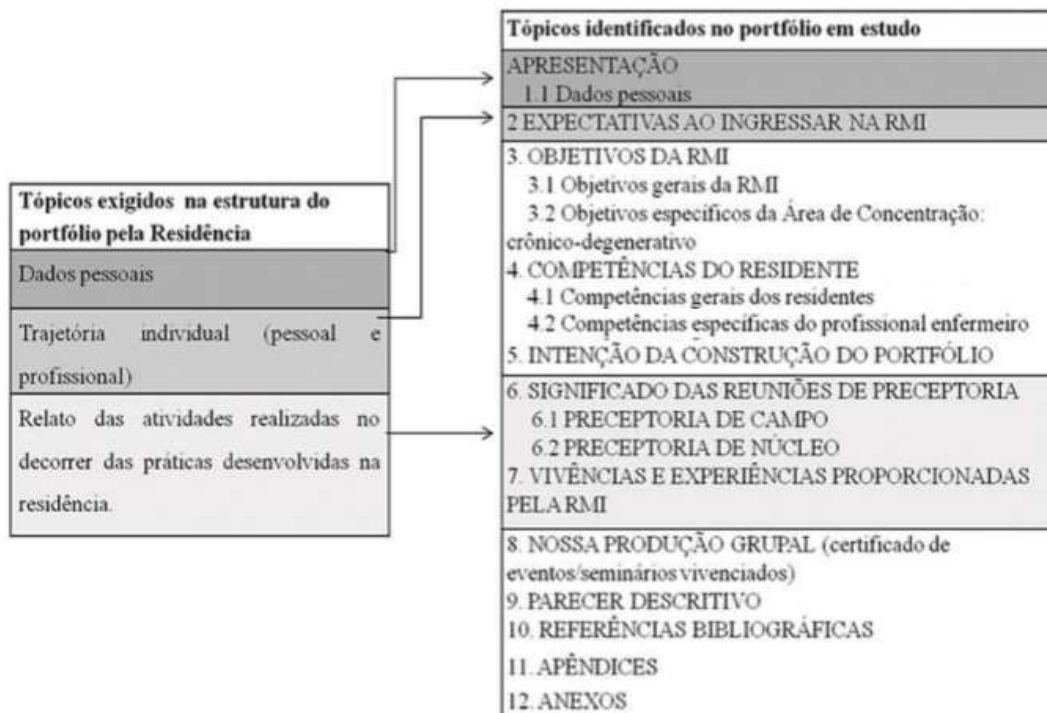 Tópicos exigidos na estrutura do
portfólio pela Residência
Dados pessoais
Trajetória individual (pessoal e
profissional)
Relato das atividades realizadas no
decorrer das práticas desenvolvidas na
residência.
Tópicos identificados no portfólio em estudo
APRESENTAÇÃO
1.1 Dados pessoais
2 EXPECTATIVAS AO INGRESSAR NA RMI
3. OBJETIVOS DA RMI
3.1 Objetivos gerais da RMI
3.2 Objetivos específicos da Área de Concentração:
crônico-degenerativo
4. COMPETÊNCIAS DO RESIDENTE
4.1 Competências gerais dos residentes
4.2 Competências específicas do profissional enfermeiro
5. INTENÇÃO DA CONSTRUÇÃO DO PORTFÓLIO
6. SIGNIFICADO DAS REUNIÕES DE PRECEPTORIA
6.1 PRECEPTORIA DE CAMPO
6.2 PRECEPTORIA DE NÚCLEO
7. VIVÊNCIAS E EXPERIÊNCIAS PROPORCIONADAS
PELA RMI
8. NOSSA PRODUÇÃO GRUPAL (certificado de
eventos/seminários vivenciados)
9. PARECER DESCRITIVO
10. REFERÊNCIAS BIBLIOGRÁFICAS
11. APÊNDICES
12. ANEXOS